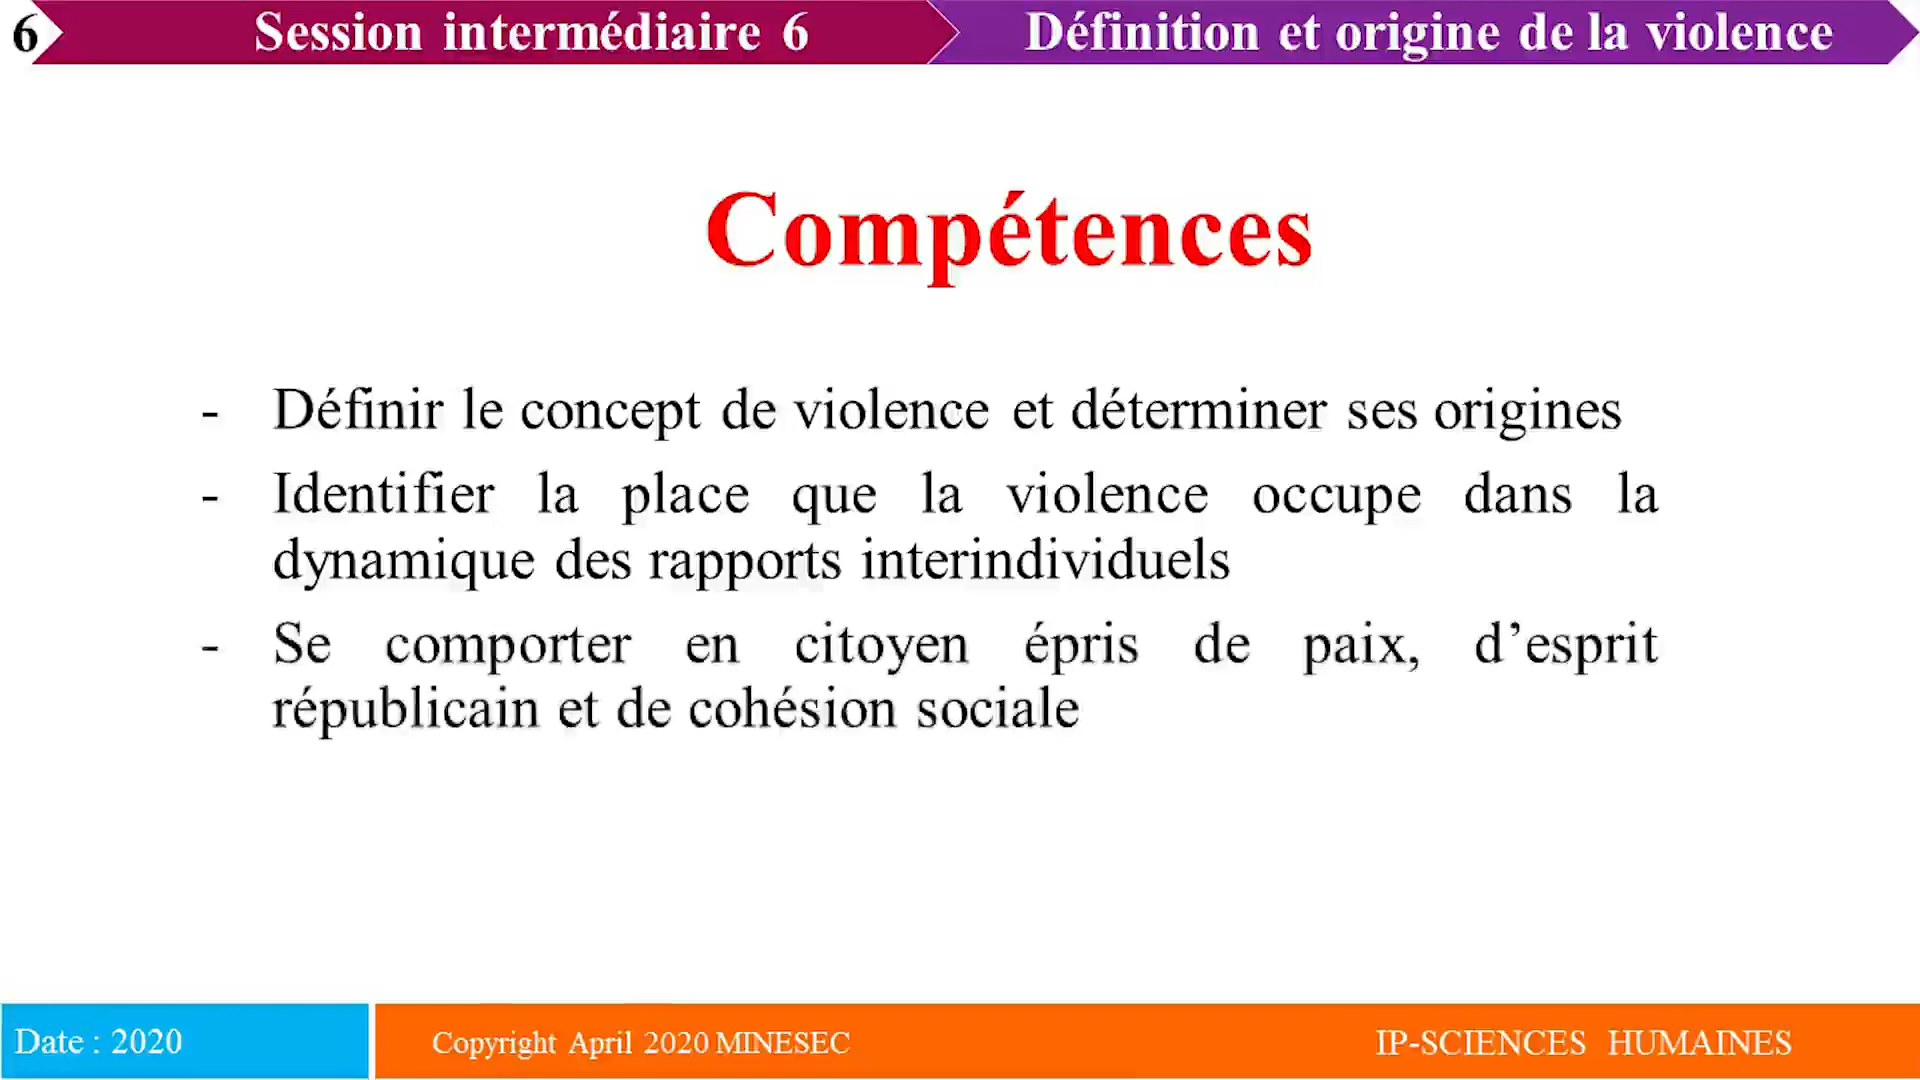 6 Session intermédiaire 6 Définition et origine de la violence
Compétences
- Définir le concept de violence et déterminer ses origines
- Identifier la place que la violence occupe dans la
dynamique des rapports interindividuels
- Se comporter en citoyen épris de paix, d’esprit
républicain et de cohésion sociale
Date : 2020 Copyright April 2020 MINESEC IP-SCIENCES HUMAINES